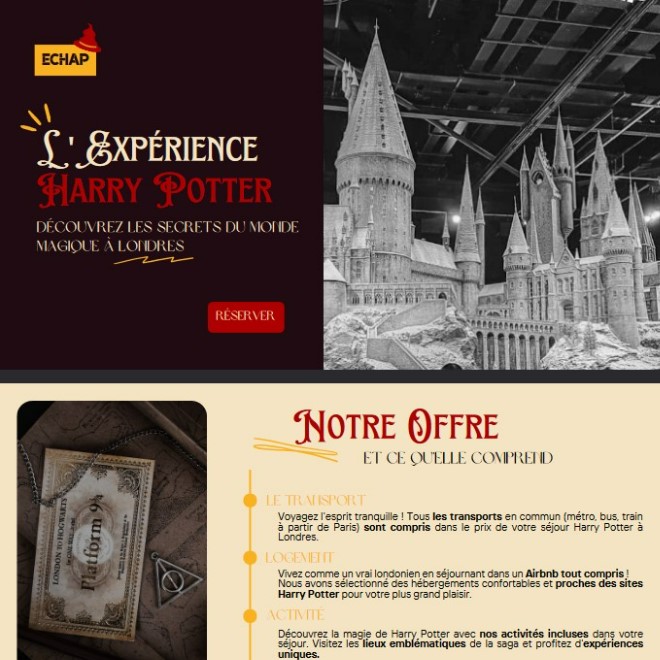 ECHAP
L'EXPÉRIENCE
HARRY POTTER
DÉCOUVREZ LES SECRETS DU MONDE
MAGIQUE À LONDRES
RÉSERVER
NOTRE OFFRE
ET CE QU'ELLE COMPREND
LONDON TO HOGWARTS
Platform 9¾
LE TRANSPORT
Voyagez l'esprit tranquille ! Tous les transports en commun (métro, bus, train
à partir de Paris) sont compris dans le prix de votre séjour Harry Potter à
Londres.
LOGEMENT
Vivez comme un vrai londonien en séjournant dans un Airbnb tout compris !
Nous avons sélectionné des hébergements confortables et proches des sites
Harry Potter pour votre plus grand plaisir.
ACTIVITÉ
Découvrez la magie de Harry Potter avec nos activités incluses dans votre
séjour. Visitez les lieux emblématiques de la saga et profitez d'expériences
uniques.